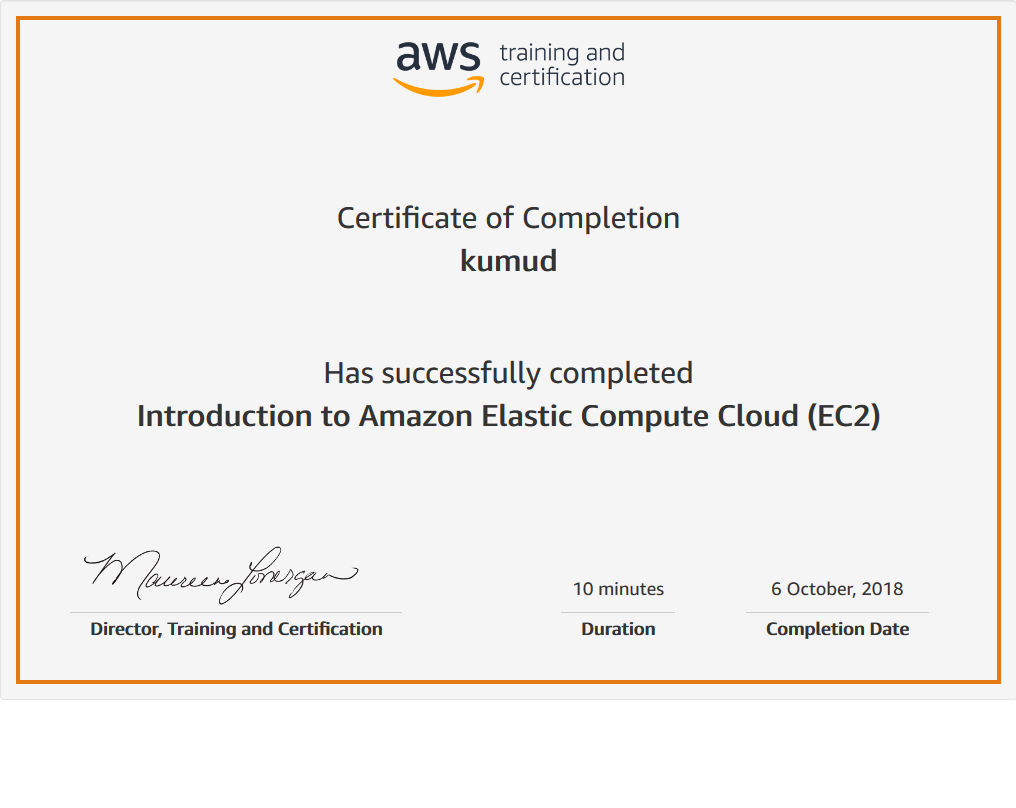 aws training and
certification
Certificate of Completion
kumud
Has successfully completed
Introduction to Amazon Elastic Compute Cloud (EC2)
Maureen Lonergan
10 minutes
6 October, 2018
Director, Training and Certification
Duration
Completion Date